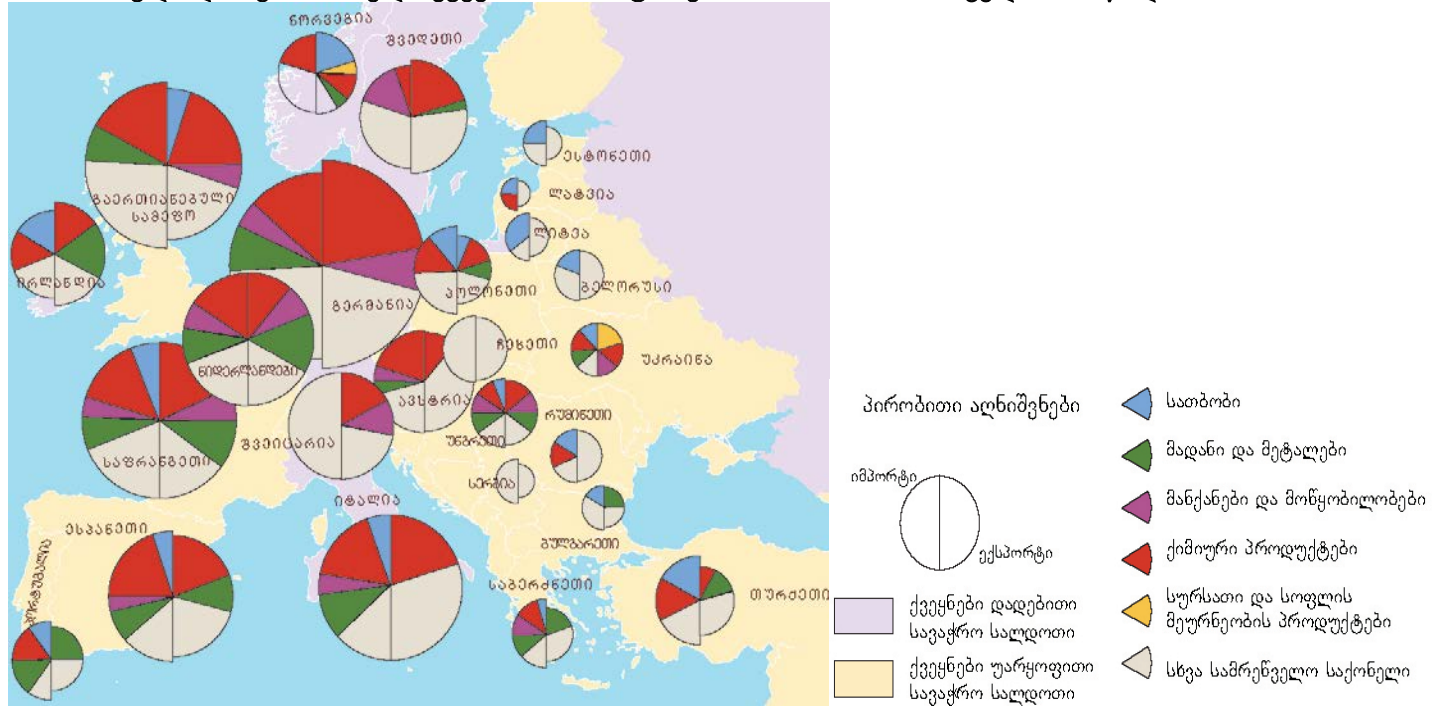 ნორვეგია
შვედეთი
ესტონეთი
ლატვია
ლიტვა
ბელორუსი
გაერთიანებული
სამეფო
ირლანდია
გერმანია
პოლონეთი
ჩეხეთი
უკრაინა
ნიდერლანდები
ავსტრია
რუმინეთი
უნგრეთი
შვეიცარია
საფრანგეთი
სერბია
იტალია
ესპანეთი
პორტუგალია
ბულგარეთი
საბერძნეთი
თურქეთი
პირობითი აღნიშვნები
იმპორტი
ექსპორტი
ქვეყნები დადებითი
სავაჭრო სალდოთი
ქვეყნები უარყოფითი
სავაჭრო სალდოთი
სათბობი
მადანი და მეტალები
მანქანები და მოწყობილობები
ქიმიური პროდუქტები
სურსათი და სოფლის
მეურნეობის პროდუქტები
სხვა სამრეწველო საქონელი